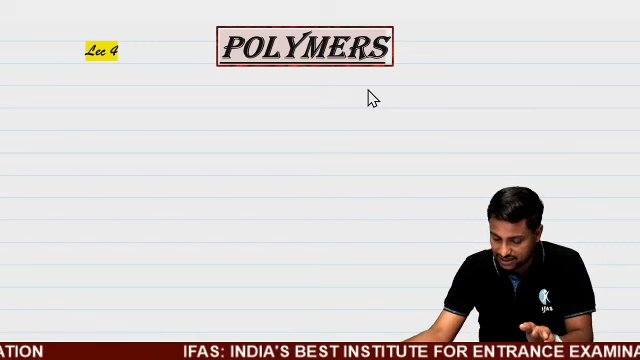 Lec 4
POLYMERS
ifas
ATION IFAS: INDIA'S BEST INSTITUTE FOR ENTRANCE EXAMINA